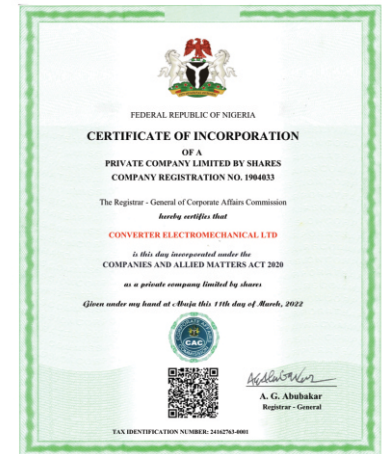 FEDERAL REPUBLIC OF NIGERIA
CERTIFICATE OF INCORPORATION
OF A
PRIVATE COMPANY LIMITED BY SHARES
COMPANY REGISTRATION NO. 1904033
The Registrar - General of Corporate Affairs Commission
hereby certifies that
CONVERTER ELECTROMECHANICAL LTD
is this day incorporated under the
COMPANIES AND ALLIED MATTERS ACT 2020
as a private company limited by shares
Given under my hand at Abuja this 11th day of March, 2022
CAC
A. G. Abubakar
Registrar - General
TAX IDENTIFICATION NUMBER: 24162763-0001